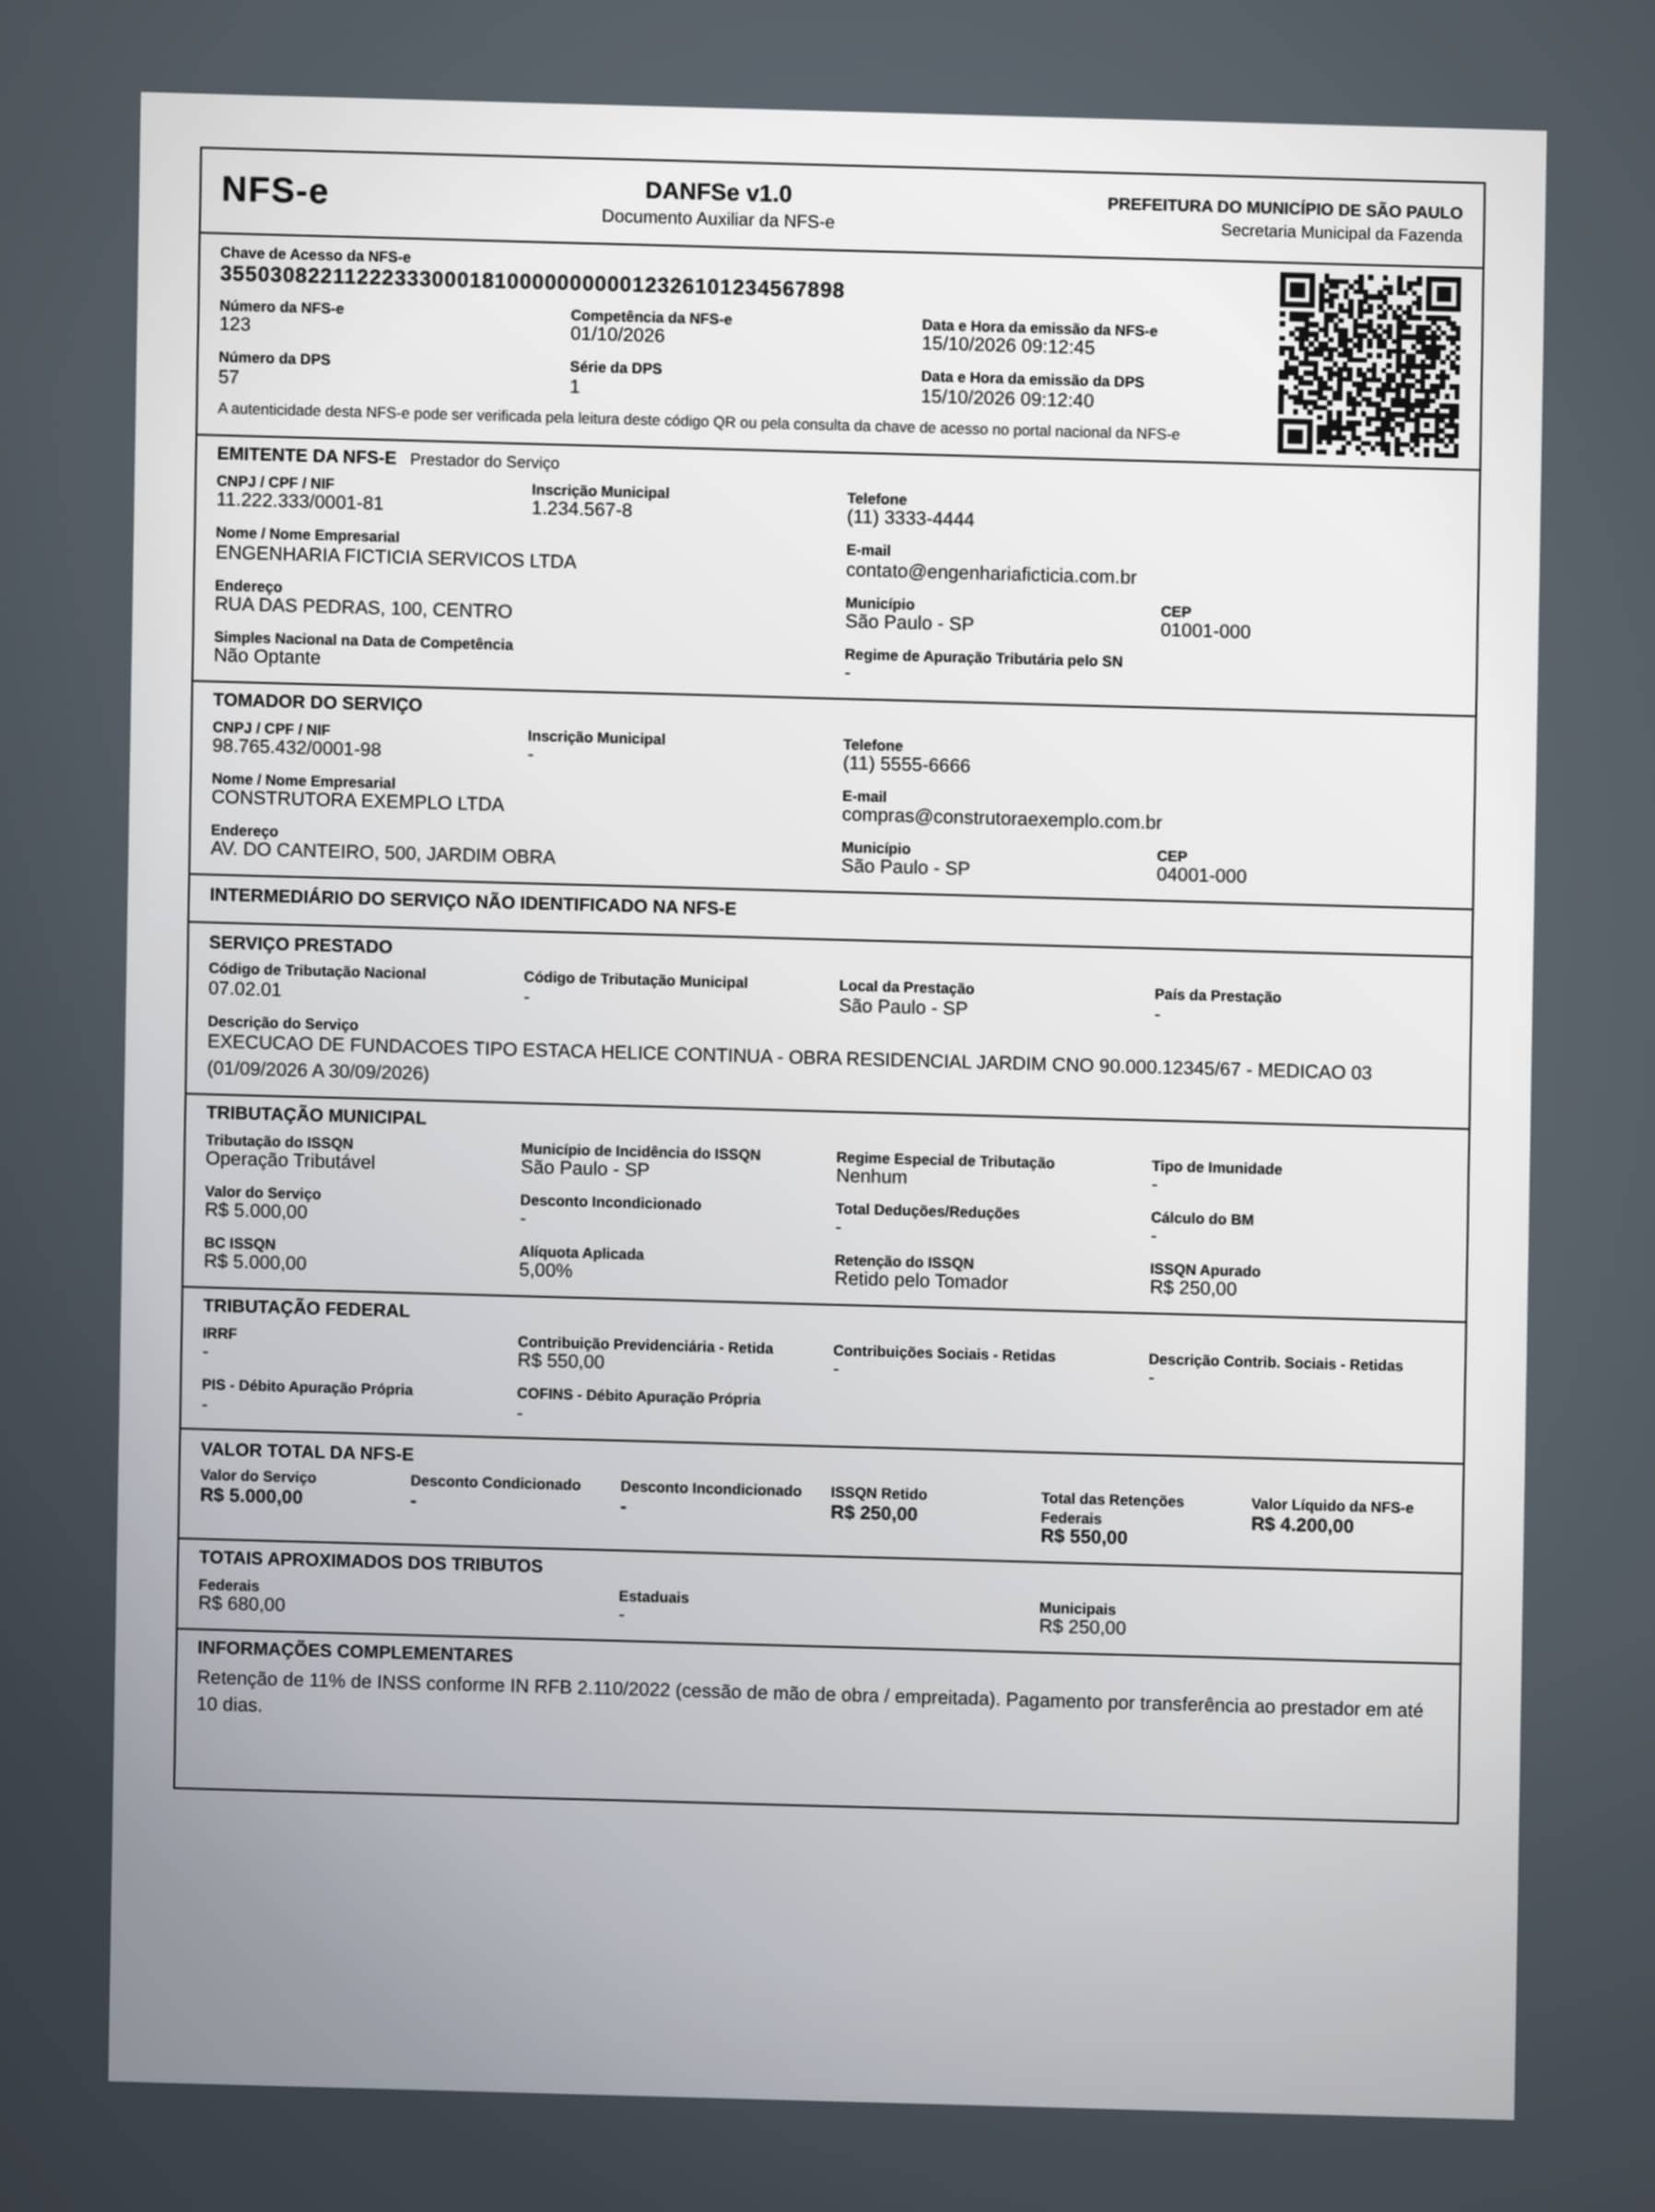 NFS-e
DANFSe v1.0
Documento Auxiliar da NFS-e
PREFEITURA DO MUNICÍPIO DE SÃO PAULO
Secretaria Municipal da Fazenda
Chave de Acesso da NFS-e
35503082211222333000181000000000012326101234567898
Número da NFS-e
123
Competência da NFS-e
01/10/2026
Data e Hora da emissão da NFS-e
15/10/2026 09:12:45
Número da DPS
57
Série da DPS
1
Data e Hora da emissão da DPS
15/10/2026 09:12:40
A autenticidade desta NFS-e pode ser verificada pela leitura deste código QR ou pela consulta da chave de acesso no portal nacional da NFS-e
EMITENTE DA NFS-E Prestador do Serviço
CNPJ / CPF / NIF
11.222.333/0001-81
Inscrição Municipal
1.234.567-8
Telefone
(11) 3333-4444
Nome / Nome Empresarial
ENGENHARIA FICTICIA SERVICOS LTDA
E-mail
contato@engenhariaficticia.com.br
Endereço
RUA DAS PEDRAS, 100, CENTRO
Município
São Paulo - SP
CEP
01001-000
Simples Nacional na Data de Competência
Não Optante
Regime de Apuração Tributária pelo SN
-
TOMADOR DO SERVIÇO
CNPJ / CPF / NIF
98.765.432/0001-98
Inscrição Municipal
-
Telefone
(11) 5555-6666
Nome / Nome Empresarial
CONSTRUTORA EXEMPLO LTDA
E-mail
compras@construtoraexemplo.com.br
Endereço
AV. DO CANTEIRO, 500, JARDIM OBRA
Município
São Paulo - SP
CEP
04001-000
INTERMEDIÁRIO DO SERVIÇO NÃO IDENTIFICADO NA NFS-E
SERVIÇO PRESTADO
Código de Tributação Nacional
07.02.01
Código de Tributação Municipal
-
Local da Prestação
São Paulo - SP
País da Prestação
-
Descrição do Serviço
EXECUCAO DE FUNDACOES TIPO ESTACA HELICE CONTINUA - OBRA RESIDENCIAL JARDIM CNO 90.000.12345/67 - MEDICAO 03
(01/09/2026 A 30/09/2026)
TRIBUTAÇÃO MUNICIPAL
Tributação do ISSQN
Operação Tributável
Município de Incidência do ISSQN
São Paulo - SP
Regime Especial de Tributação
Nenhum
Tipo de Imunidade
-
Valor do Serviço
R$ 5.000,00
Desconto Incondicionado
-
Total Deduções/Reduções
-
Cálculo do BM
-
BC ISSQN
R$ 5.000,00
Alíquota Aplicada
5,00%
Retenção do ISSQN
Retido pelo Tomador
ISSQN Apurado
R$ 250,00
TRIBUTAÇÃO FEDERAL
IRRF
-
Contribuição Previdenciária - Retida
R$ 550,00
Contribuições Sociais - Retidas
-
Descrição Contrib. Sociais - Retidas
-
PIS - Débito Apuração Própria
-
COFINS - Débito Apuração Própria
-
VALOR TOTAL DA NFS-E
Valor do Serviço
R$ 5.000,00
Desconto Condicionado
-
Desconto Incondicionado
-
ISSQN Retido
R$ 250,00
Total das Retenções
Federais
R$ 550,00
Valor Líquido da NFS-e
R$ 4.200,00
TOTAIS APROXIMADOS DOS TRIBUTOS
Federais
R$ 680,00
Estaduais
-
Municipais
R$ 250,00
INFORMAÇÕES COMPLEMENTARES
Retenção de 11% de INSS conforme IN RFB 2.110/2022 (cessão de mão de obra / empreitada). Pagamento por transferência ao prestador em até
10 dias.